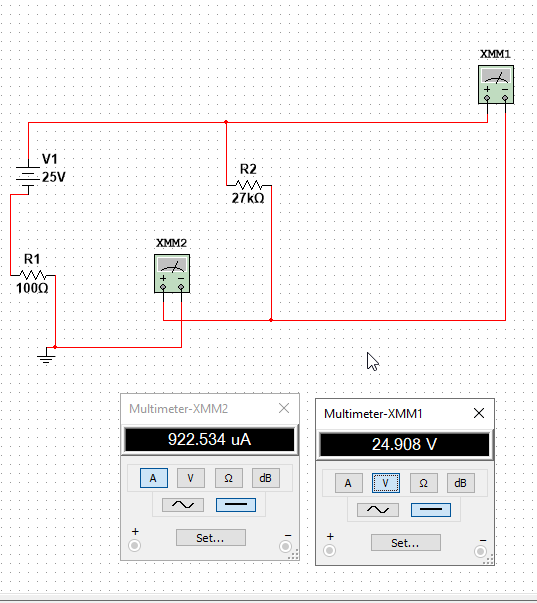 XMM1
+ −
V1
25V
R2
27kΩ
XMM2
+ −
R1
100Ω
Multimeter-XMM2
922.534 uA
A V Ω dB
+ Set... −
Multimeter-XMM1
24.908 V
A V Ω dB
+ Set... −